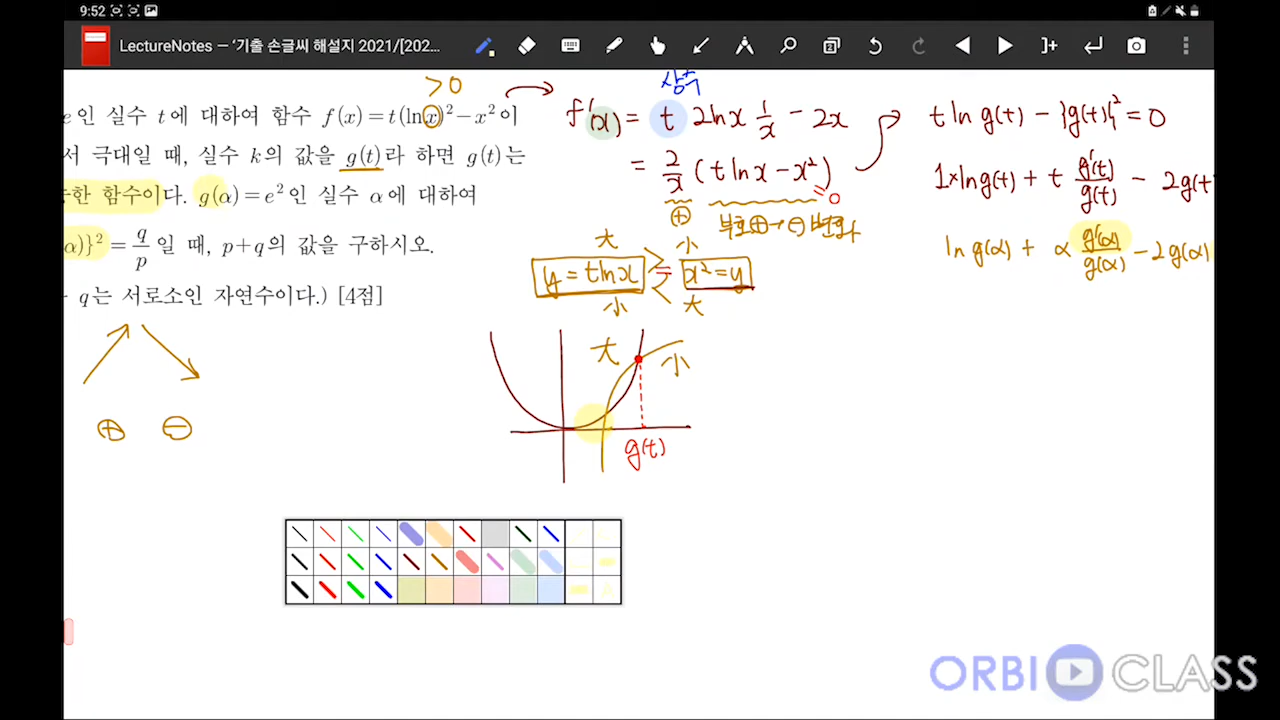 9:52
LectureNotes — ‘기출 손글씨 해설지 2021/[202...
> 0
상수
e인 실수 t에 대하여 함수 f(x)=t(ln x)²−x²이
서 극대일 때, 실수 k의 값을 g(t)라 하면 g(t)는
능한 함수이다. g(α)=e²인 실수 α에 대하여
α)}² = q/p 일 때, p+q의 값을 구하시오.
q는 서로소인 자연수이다.) [4점]
f'(x) = t 2lnx 1/x − 2x
= 2/x (t lnx − x²)
= 0
⊕ 부호 ⊕→⊖ 변화
大 小
y = t lnx > = < x² = y
小 大
t ln g(t) − {g(t)}² = 0
1×ln g(t) + t g'(t)/g(t) − 2g(t
ln g(α) + α g'(α)/g(α) − 2g(α)
⊕ ⊖
大 小
g(t)
ORBI CLASS